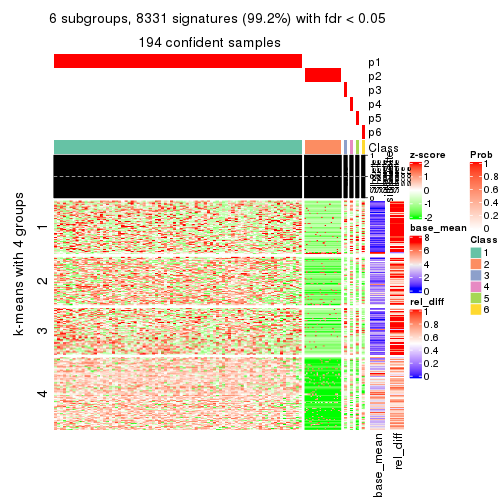 6 subgroups, 8331 signatures (99.2%) with fdr < 0.05
194 confident samples
p1
p2
p3
p4
p5
p6
Class
k-means with 4 groups
1
2
3
4
base_mean
rel_diff
z-score
2
1
0
-1
-2
base_mean
8
6
4
2
0
rel_diff
1
0.8
0.6
0.4
0.2
0
Prob
1
0.8
0.6
0.4
0.2
0
Class
1
2
3
4
5
6